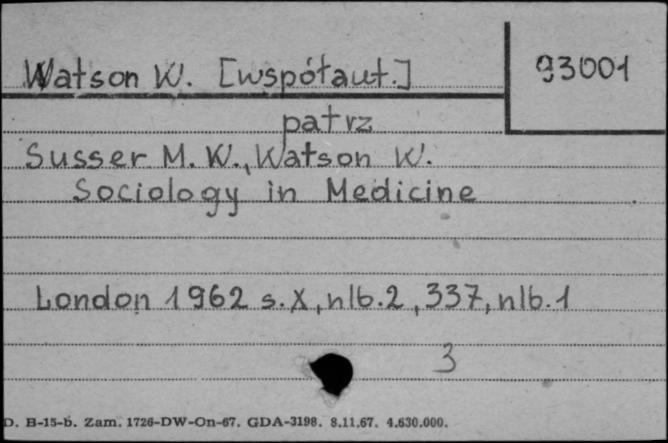 Watson W. [współaut.]
93001
patrz
Susser M. W., Watson W.
Sociology in Medicine
London 1962 s. X, nlb. 2, 337, nlb. 1
3
D. B-15-b. Zam. 1726-DW-On-67. GDA-3198. 8.11.67. 4.630.000.